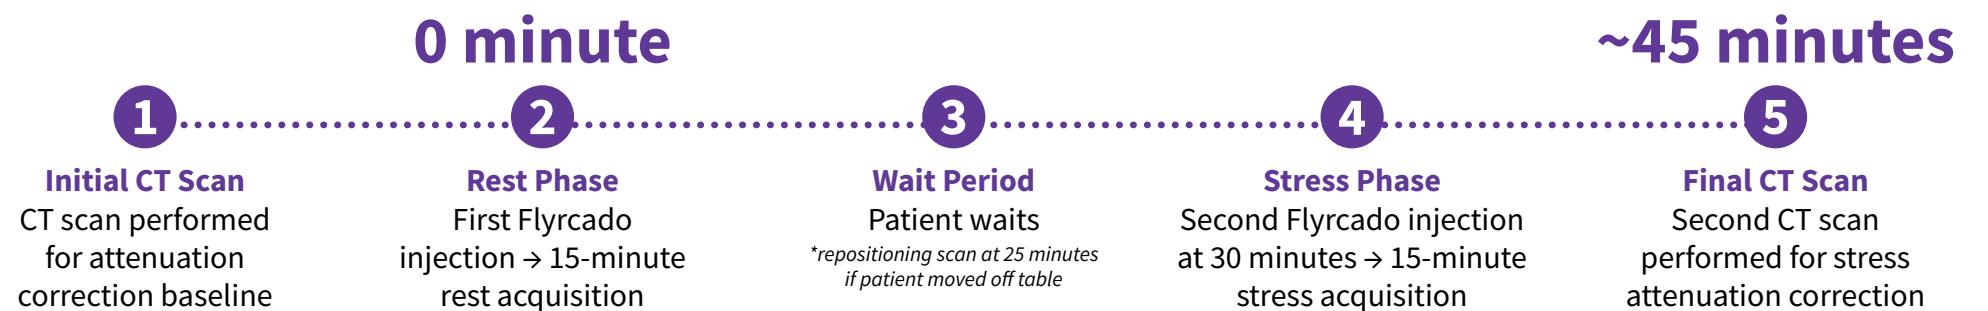 0 minute
~45 minutes
1
2
3
4
5
Initial CT Scan
CT scan performed
for attenuation
correction baseline
Rest Phase
First Flyrcado
injection → 15-minute
rest acquisition
Wait Period
Patient waits
*repositioning scan at 25 minutes
if patient moved off table
Stress Phase
Second Flyrcado injection
at 30 minutes → 15-minute
stress acquisition
Final CT Scan
Second CT scan
performed for stress
attenuation correction